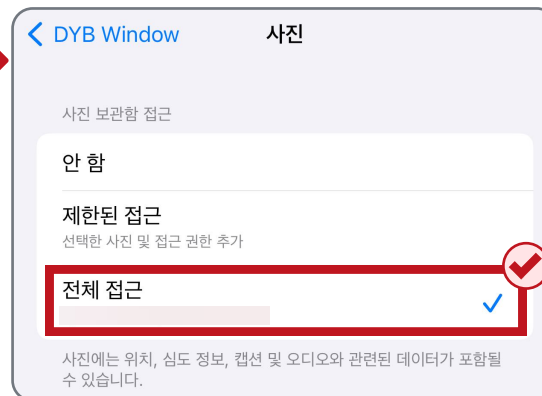 DYB Window
사진
사진 보관함 접근
안 함
제한된 접근
선택한 사진 및 접근 권한 추가
전체 접근
사진에는 위치, 심도 정보, 캡션 및 오디오와 관련된 데이터가 포함될
수 있습니다.